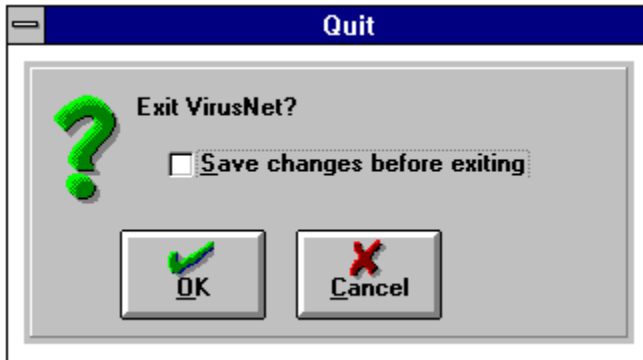 Quit
Exit VirusNet?
Save changes before exiting
OK
Cancel